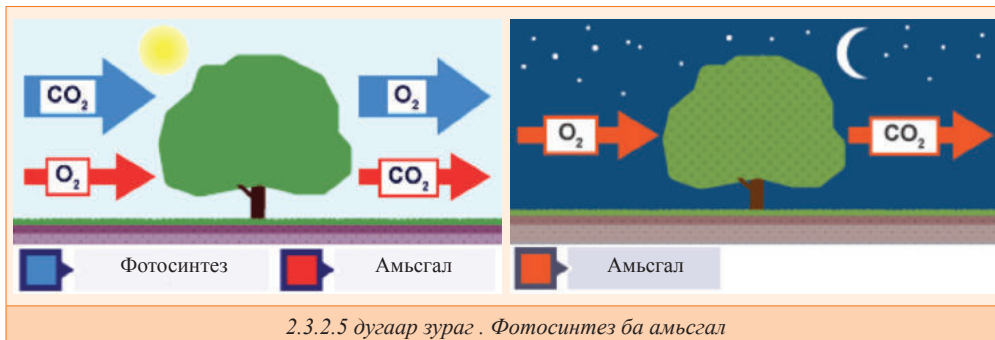 CO₂
O₂
O₂
CO₂
O₂
CO₂
Фотосинтез
Амьсгал
Амьсгал
2.3.2.5 дугаар зураг . Фотосинтез ба амьсгал